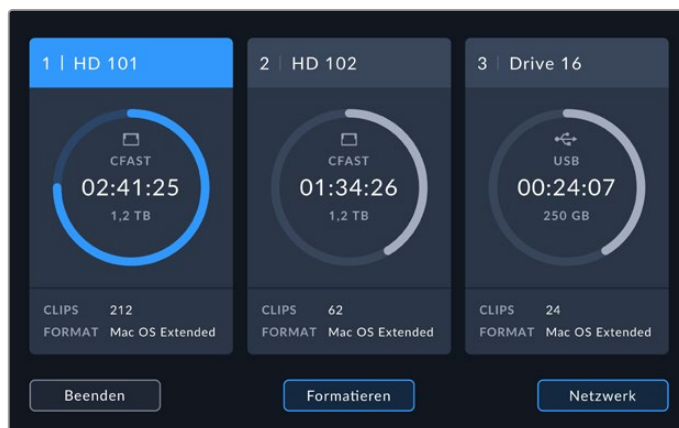 1 | HD 101
CFAST
02:41:25
1,2 TB
CLIPS 212
FORMAT Mac OS Extended
2 | HD 102
CFAST
01:34:26
1,2 TB
CLIPS 62
FORMAT Mac OS Extended
3 | Drive 16
USB
00:24:07
250 GB
CLIPS 24
FORMAT Mac OS Extended
Beenden
Formatieren
Netzwerk